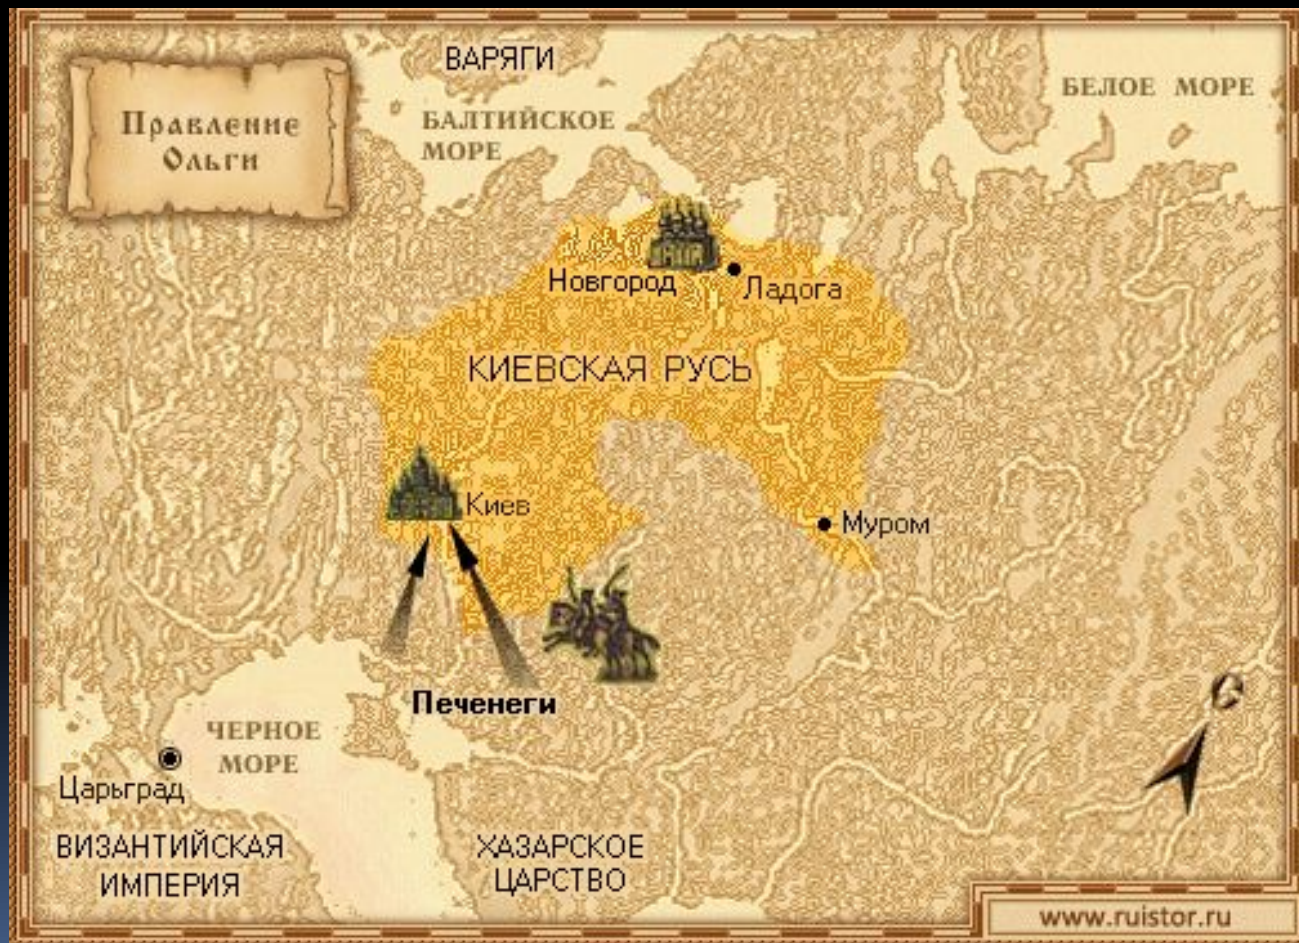 ВАРЯГИ
Правление
Ольги
БАЛТИЙСКОЕ
МОРЕ
БЕЛОЕ МОРЕ
Новгород
Ладога
КИЕВСКАЯ РУСЬ
Киев
Муром
Печенеги
С
ЧЕРНОЕ
МОРЕ
Царьград
ВИЗАНТИЙСКАЯ
ИМПЕРИЯ
ХАЗАРСКОЕ
ЦАРСТВО
www.ruistor.ru